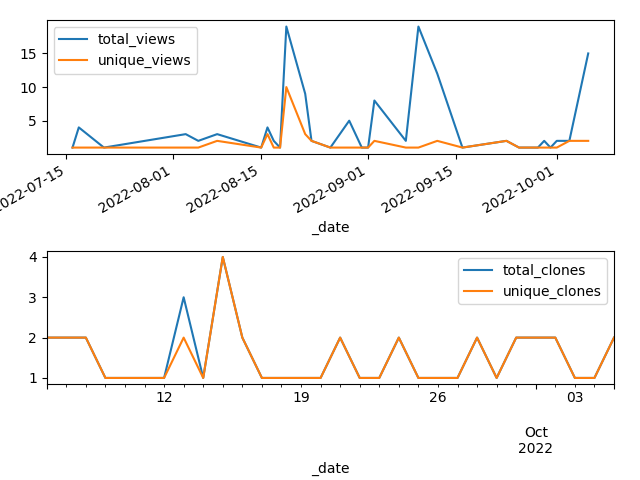 total_views
unique_views
15
10
5
2022-07-15
2022-08-01
2022-08-15
2022-09-01
2022-09-15
2022-10-01
_date
total_clones
unique_clones
4
3
2
1
12
19
26
03
Oct
2022
_date